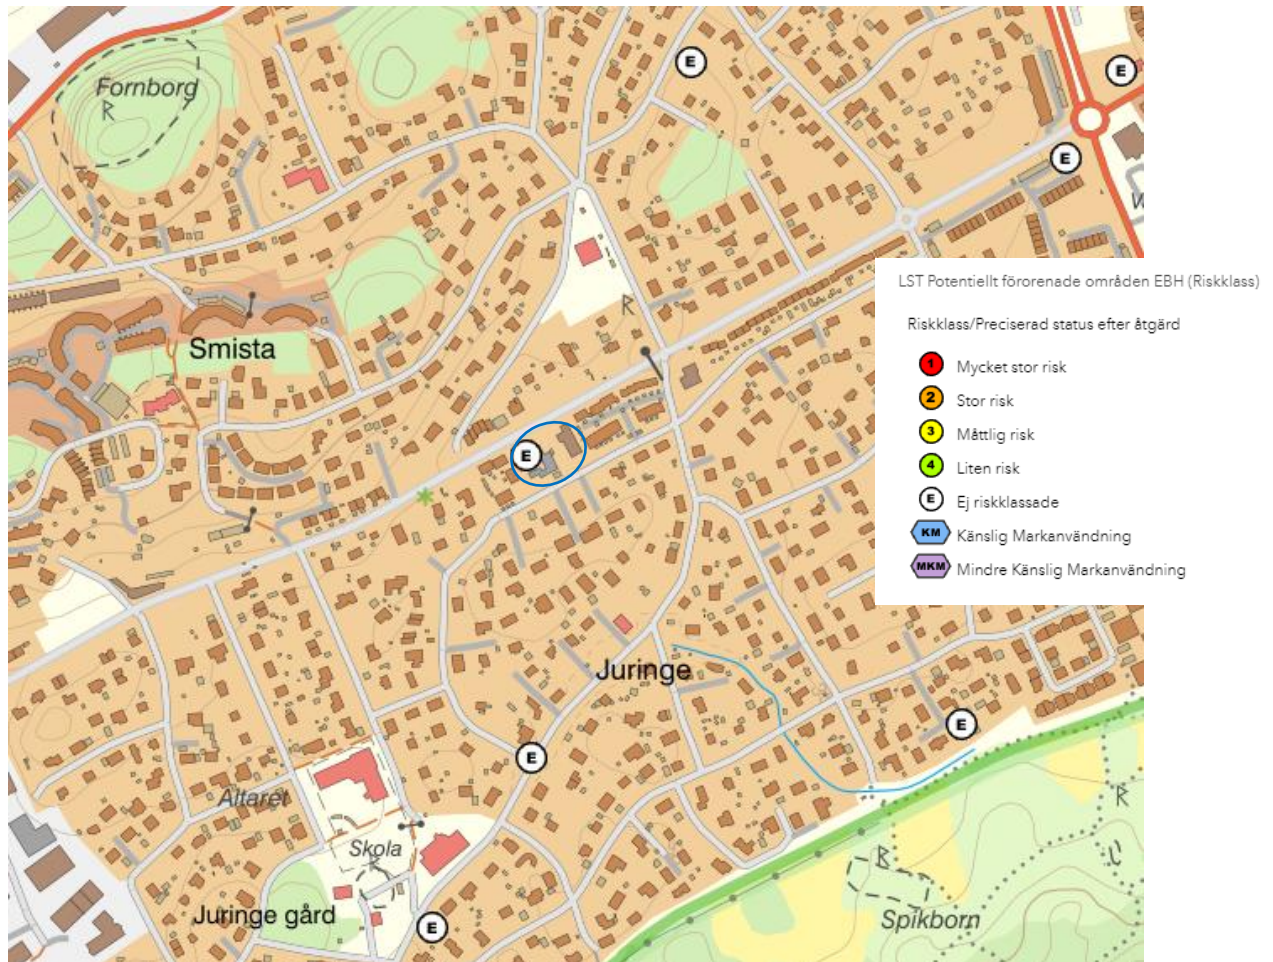 Fornborg
R
E
E
E
W
LST Potentiellt förorenade områden EBH (Riskklass)
Riskklass/Preciserad status efter åtgärd
1 Mycket stor risk
2 Stor risk
3 Måttlig risk
4 Liten risk
E Ej riskklassade
KM Känslig Markanvändning
MKM Mindre Känslig Markanvändning
R
Smista
E
Juringe
E
E
Altaret
Skola
R
R
R
Juringe gård
Spikborn
E